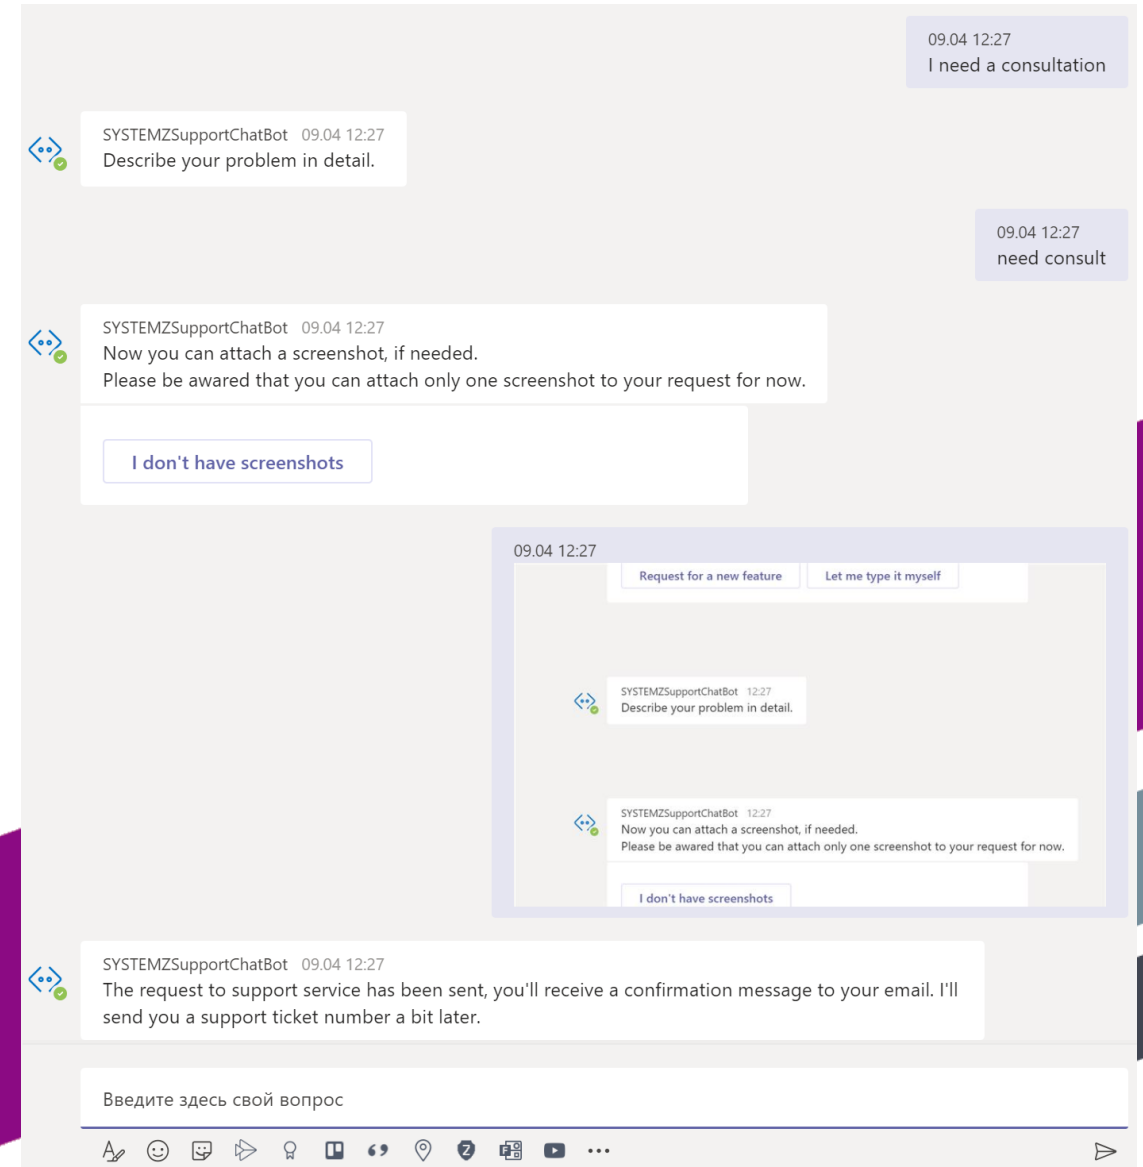 09.04 12:27
I need a consultation
SYSTEMZSupportChatBot 09.04 12:27
Describe your problem in detail.
09.04 12:27
need consult
SYSTEMZSupportChatBot 09.04 12:27
Now you can attach a screenshot, if needed.
Please be awared that you can attach only one screenshot to your request for now.
I don't have screenshots
09.04 12:27
Request for a new feature Let me type it myself
SYSTEMZSupportChatBot 12:27
Describe your problem in detail.
SYSTEMZSupportChatBot 12:27
Now you can attach a screenshot, if needed.
Please be awared that you can attach only one screenshot to your request for now.
I don't have screenshots
SYSTEMZSupportChatBot 09.04 12:27
The request to support service has been sent, you'll receive a confirmation message to your email. I'll
send you a support ticket number a bit later.
Введите здесь свой вопрос